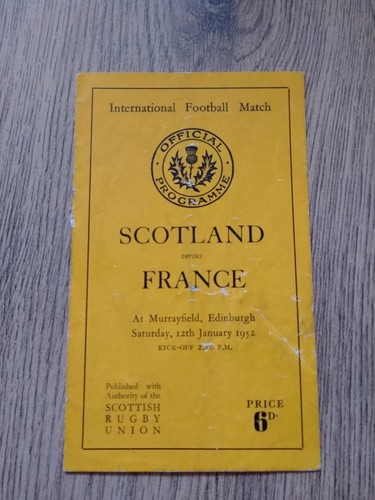 International Football Match
OFFICIAL
PROGRAMME
SCOTLAND
versus
FRANCE
At Murrayfield, Edinburgh
Saturday, 12th January 1952
KICK-OFF P.M.
Published with
Authority of the
SCOTTISH
RUGBY
UNION
PRICE
6D.